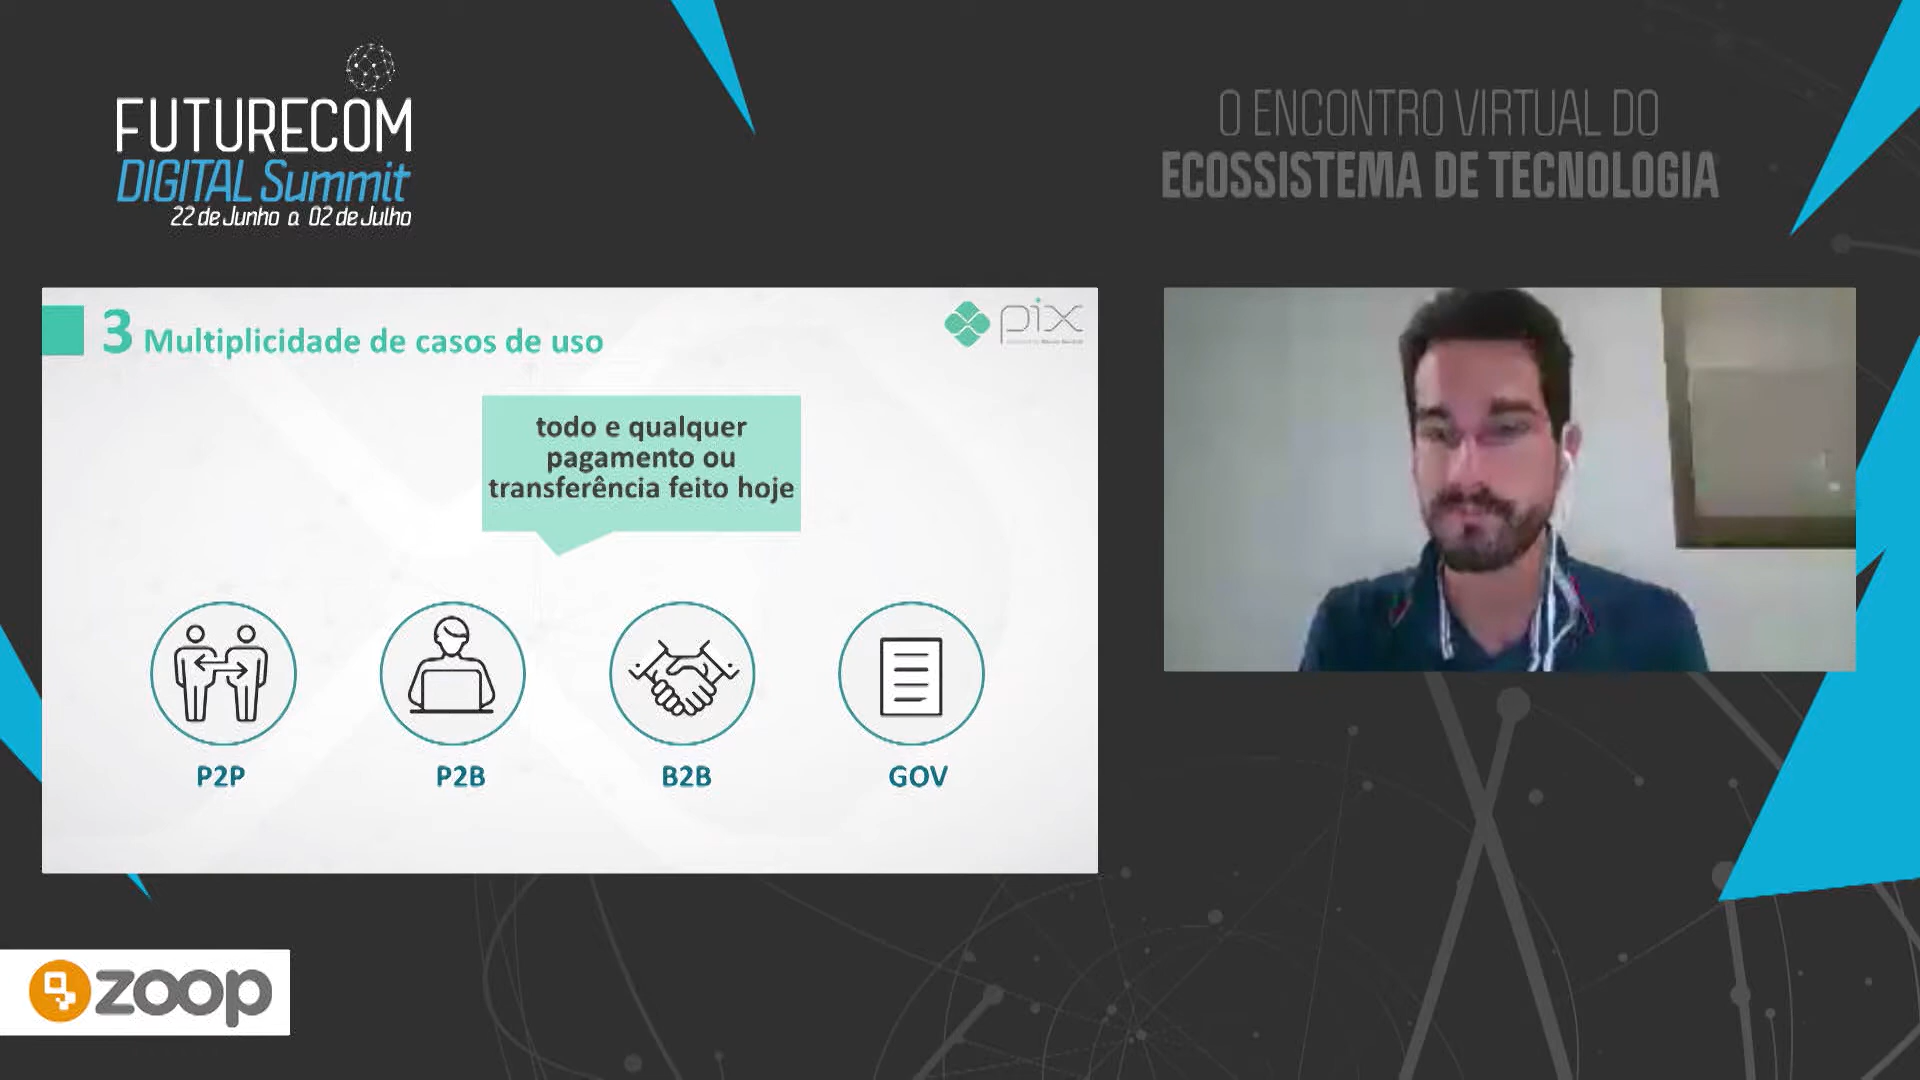 FUTURECOM
DIGITAL Summit
22 de Junho a 02 de Julho
O ENCONTRO VIRTUAL DO
ECOSSISTEMA DE TECNOLOGIA
3 Multiplicidade de casos de uso
pix
todo e qualquer
pagamento ou
transferência feito hoje
P2P
P2B
B2B
GOV
zoop